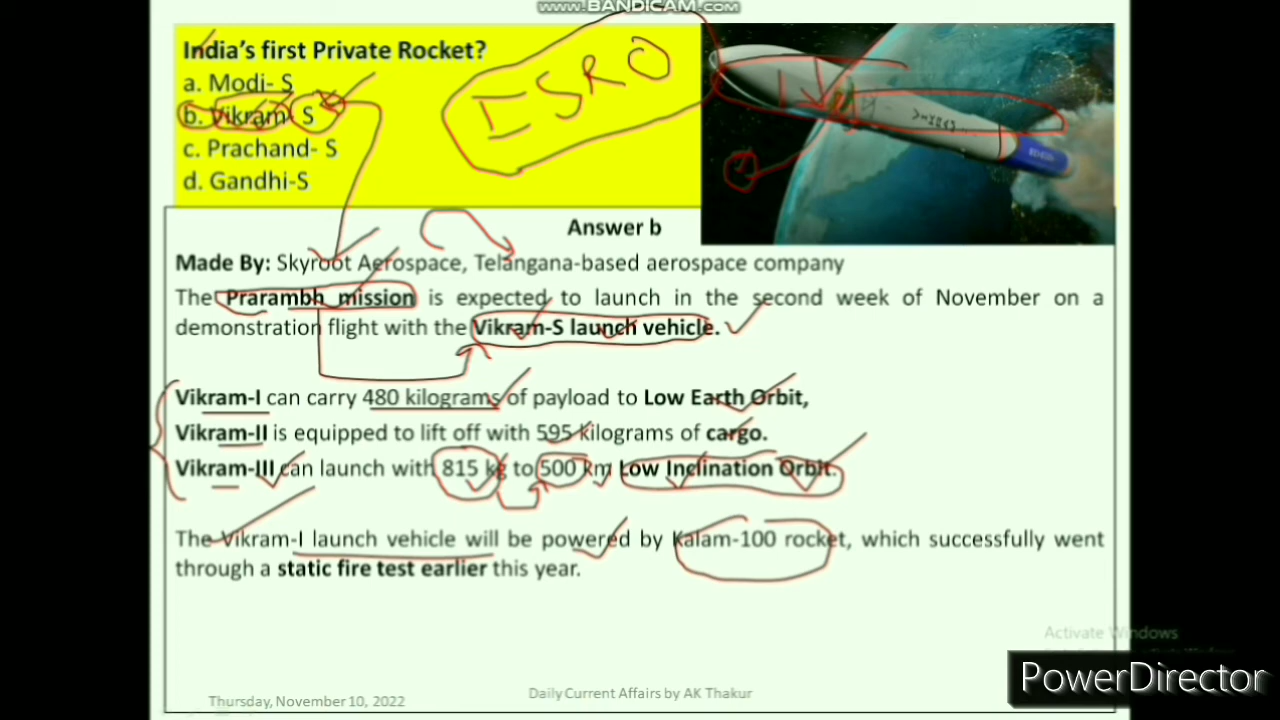 www.BANDICAM.com
India's first Private Rocket?
a. Modi- S
b. Vikram- S
c. Prachand- S
d. Gandhi-S
ISRO
Answer b
Made By: Skyroot Aerospace, Telangana-based aerospace company
The Prarambh mission is expected to launch in the second week of November on a
demonstration flight with the Vikram-S launch vehicle.
Vikram-I can carry 480 kilograms of payload to Low Earth Orbit,
Vikram-II is equipped to lift off with 595 kilograms of cargo.
Vikram-III can launch with 815 kg to 500 km Low Inclination Orbit.
The Vikram-I launch vehicle will be powered by Kalam-100 rocket, which successfully went
through a static fire test earlier this year.
Activate Windows
PowerDirector
Thursday, November 10, 2022
Daily Current Affairs by AK Thakur